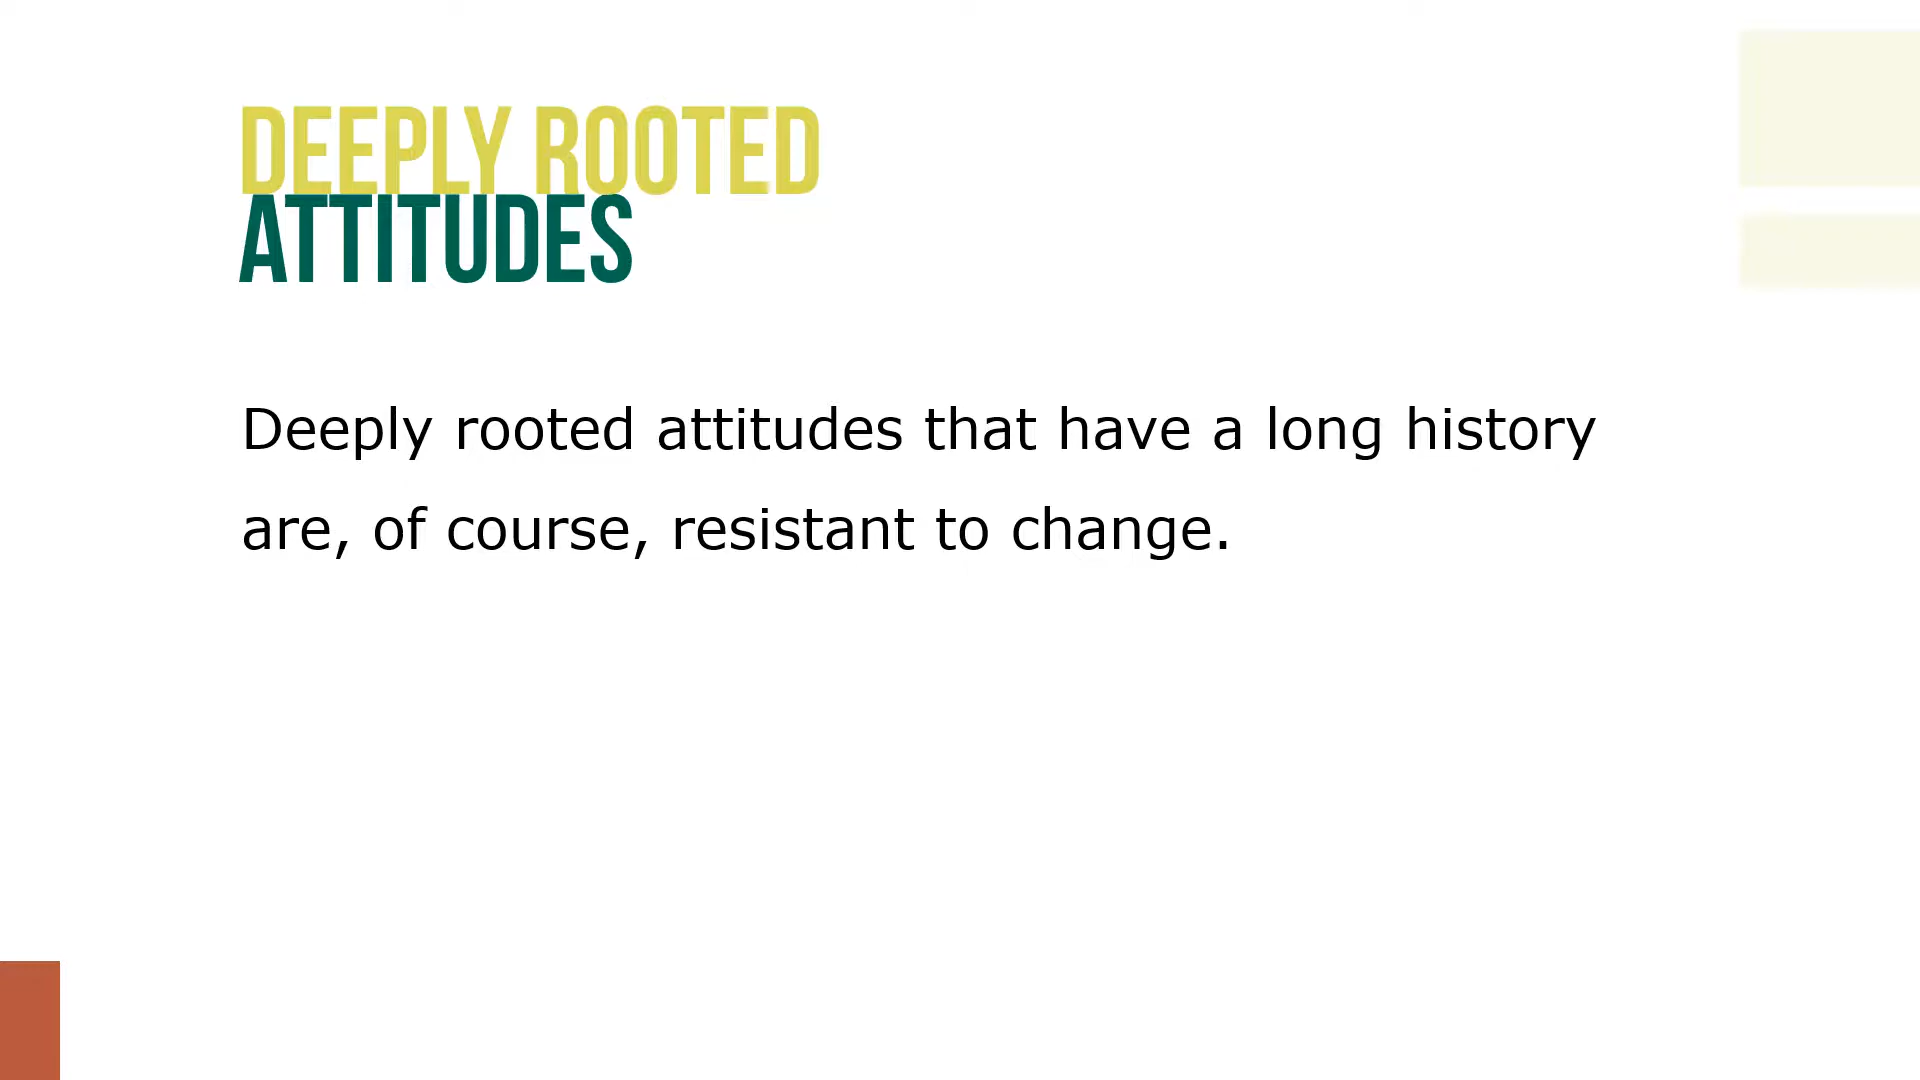 DEEPLY ROOTED
ATTITUDES
Deeply rooted attitudes that have a long history
are, of course, resistant to change.